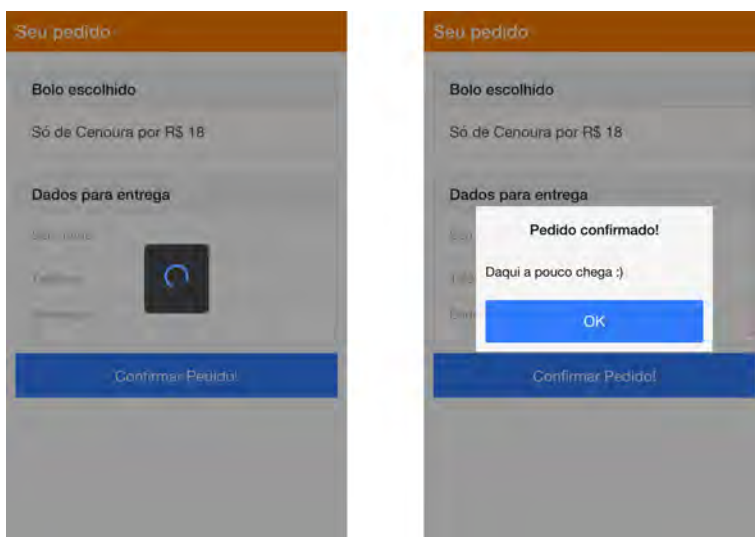 Seu pedido
Bolo escolhido
Só de Cenoura por R$ 18
Dados para entrega
Confirmar Pedido!
Seu pedido
Bolo escolhido
Só de Cenoura por R$ 18
Dados para entrega
Pedido confirmado!
Daqui a pouco chega :)
OK
Confirmar Pedido!